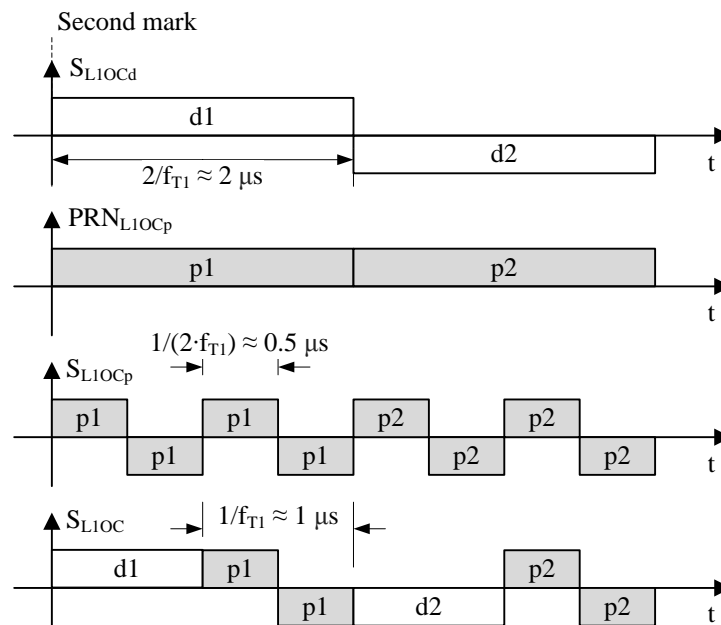 Second mark
S_L1OCd
d1
d2
t
2/f_T1 ≈ 2 μs
PRN_L1OCp
p1 p2
t
1/(2·f_T1) ≈ 0.5 μs
S_L1OCp
p1 p1 p2 p2
p1 p1 p2 p2
t
S_L1OC
1/f_T1 ≈ 1 μs
d1 p1 p2
p1 d2 p2
t